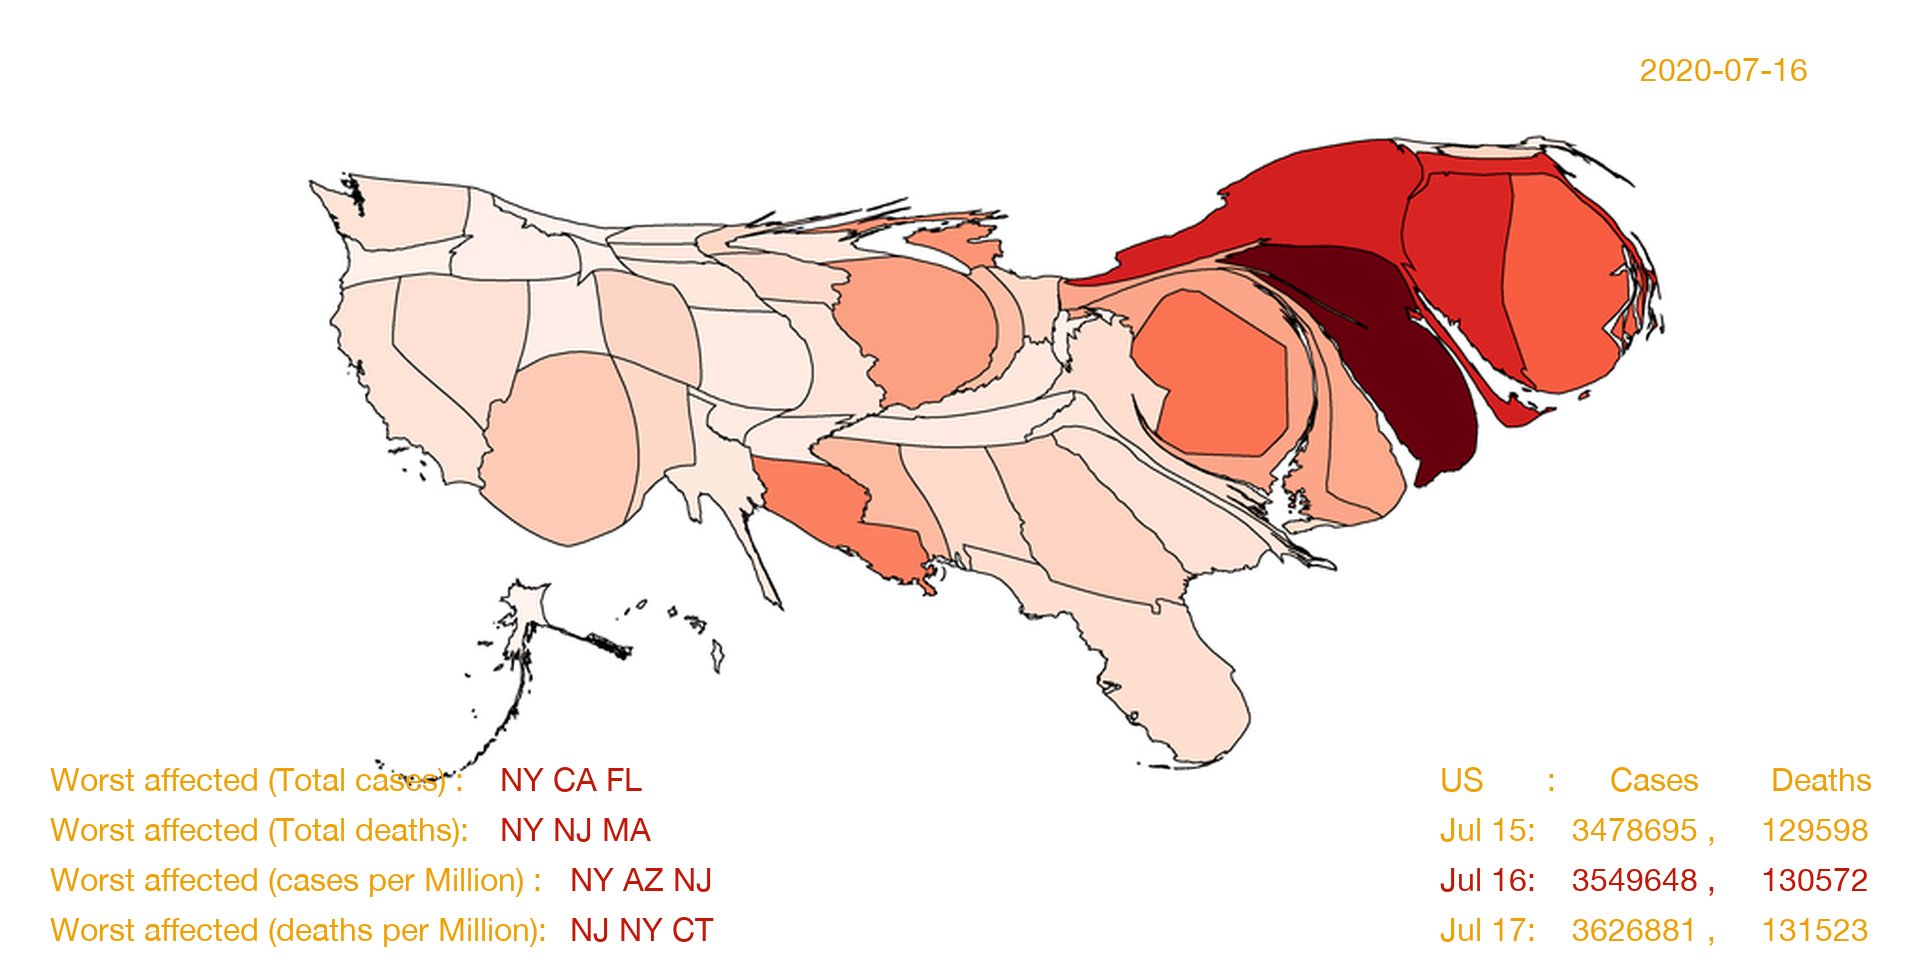 2020-07-16
Worst affected (Total cases) : NY CA FL
Worst affected (Total deaths): NY NJ MA
Worst affected (cases per Million) : NY AZ NJ
Worst affected (deaths per Million): NJ NY CT
US : Cases Deaths
Jul 15: 3478695 , 129598
Jul 16: 3549648 , 130572
Jul 17: 3626881 , 131523